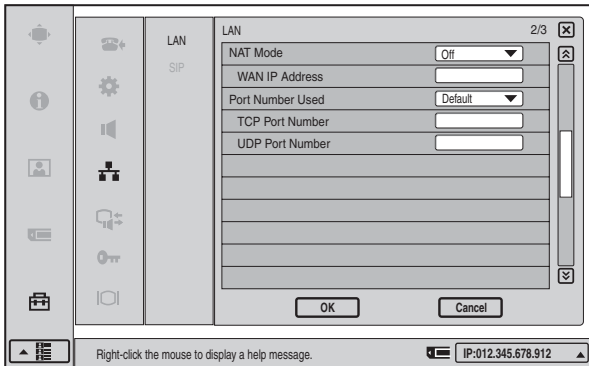 LAN
SIP
LAN 2/3
NAT Mode Off
WAN IP Address
Port Number Used Default
TCP Port Number
UDP Port Number
OK Cancel
Right-click the mouse to display a help message.
IP:012.345.678.912